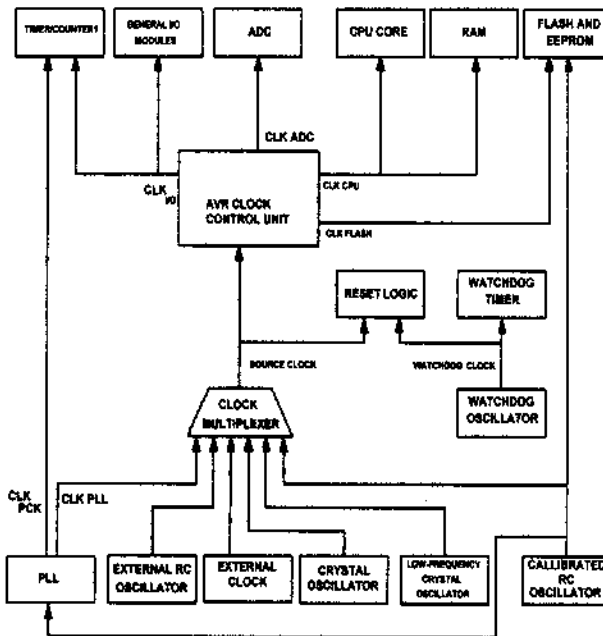 TIMER/COUNTER1
GENERAL I/O
MODULES
ADC
CPU CORE
RAM
FLASH AND
EEPROM
CLK ADC
CLK
I/O
AVR CLOCK
CONTROL UNIT
CLK CPU
CLK FLASH
RESET LOGIC
WATCHDOG
TIMER
SOURCE CLOCK
WATCHDOG CLOCK
CLOCK
MULTIPLEXER
WATCHDOG
OSCILLATOR
CLK
PCK
CLK PLL
PLL
EXTERNAL RC
OSCILLATOR
EXTERNAL
CLOCK
CRYSTAL
OSCILLATOR
LOW-FREQUENCY
CRYSTAL
OSCILLATOR
CALLIBRATED
RC
OSCILLATOR